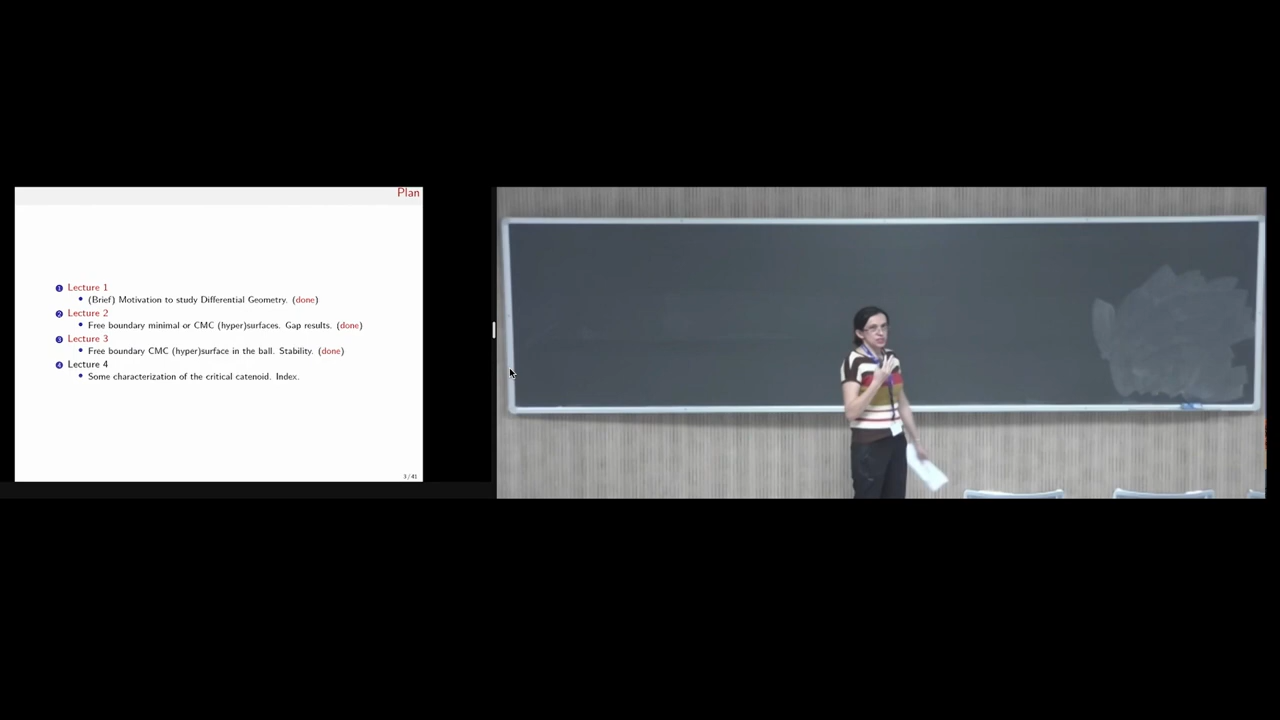 Plan
1 Lecture 1
• (Brief) Motivation to study Differential Geometry. (done)
2 Lecture 2
• Free boundary minimal or CMC (hyper)surfaces. Gap results. (done)
3 Lecture 3
• Free boundary CMC (hyper)surface in the ball. Stability. (done)
4 Lecture 4
• Some characterization of the critical catenoid. Index.
3 / 41